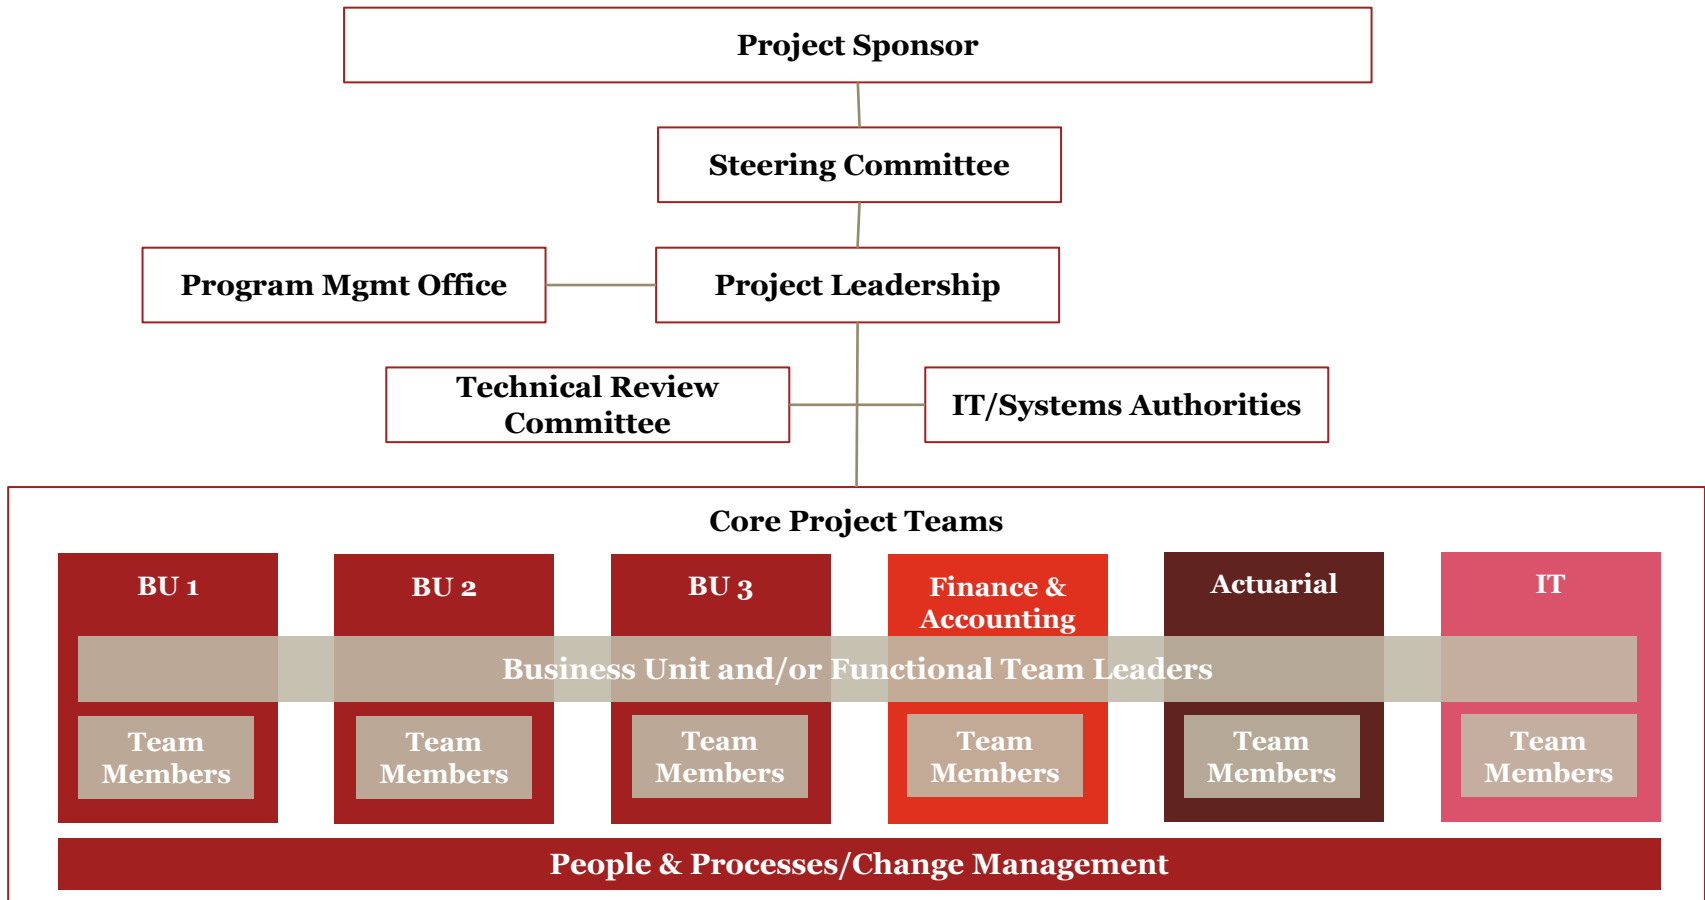 Project Sponsor
Steering Committee
Program Mgmt Office
Project Leadership
Technical Review
Committee
IT/Systems Authorities
Core Project Teams
BU 1
BU 2
BU 3
Finance &
Accounting
Actuarial
IT
Business Unit and/or Functional Team Leaders
Team
Members
Team
Members
Team
Members
Team
Members
Team
Members
Team
Members
People & Processes/Change Management